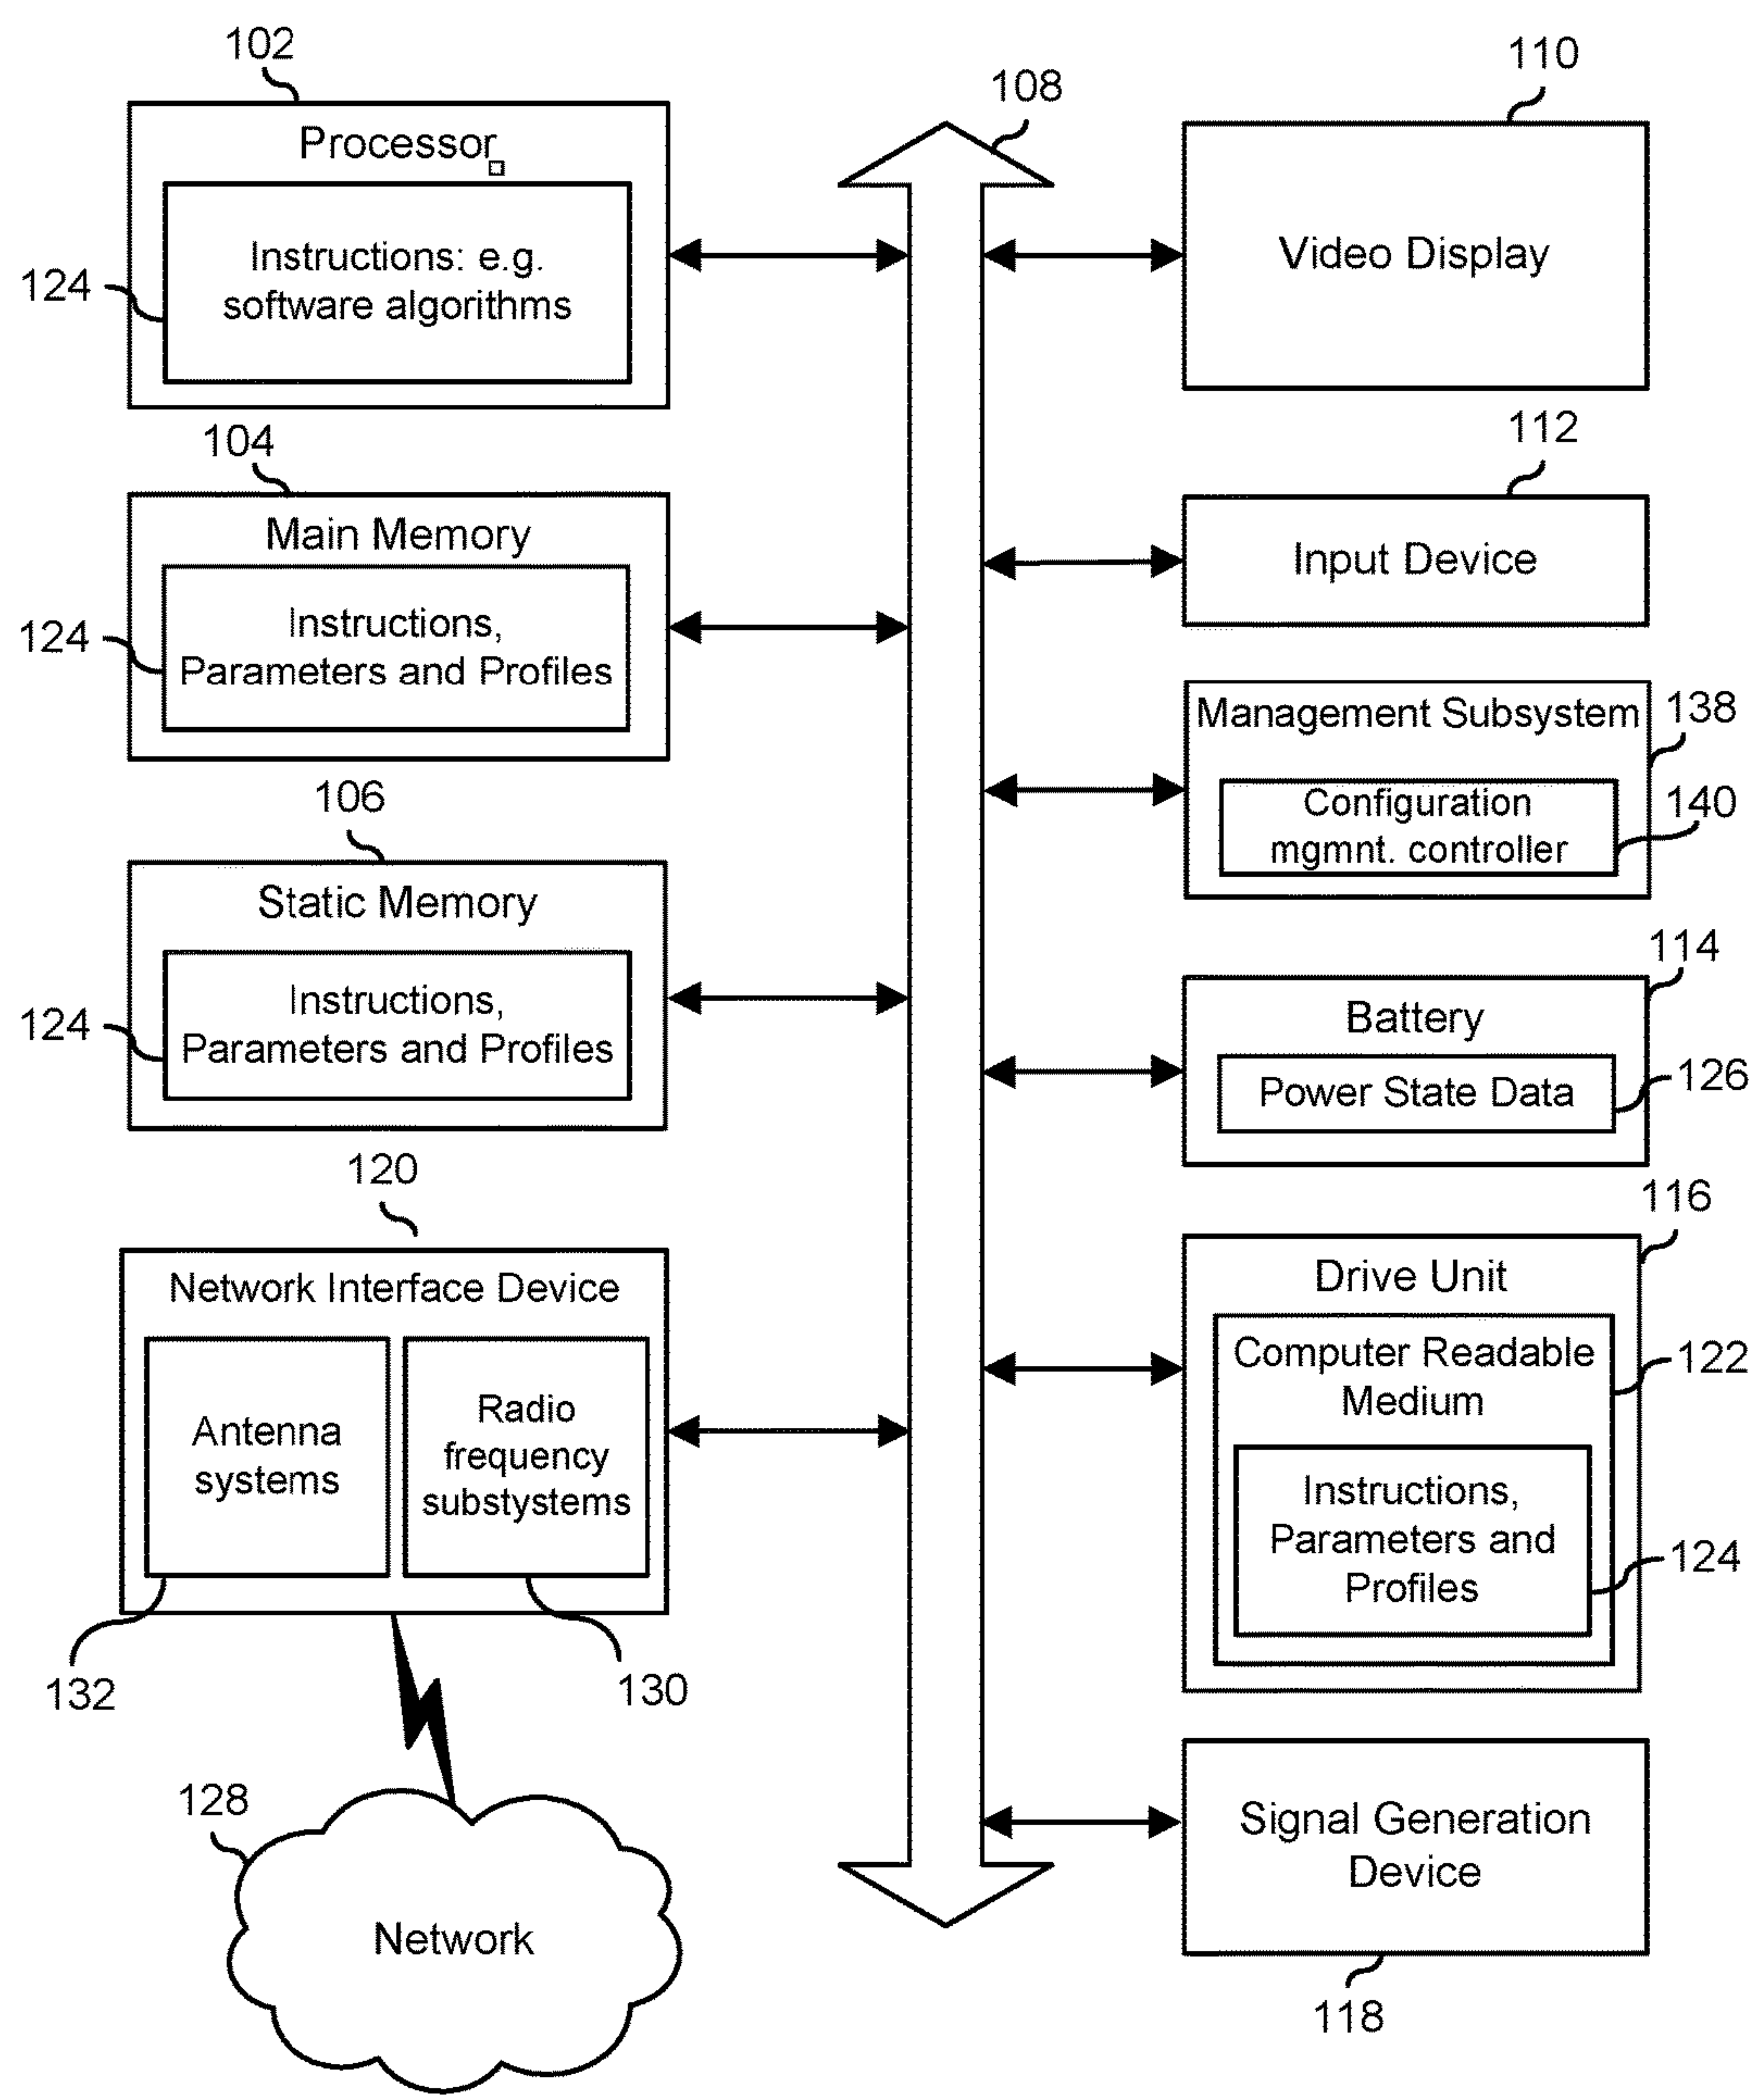 102
Processor
Instructions: e.g.
software algorithms
124
104
Main Memory
Instructions,
Parameters and Profiles
124
106
Static Memory
Instructions,
Parameters and Profiles
124
120
Network Interface Device
Antenna
systems
Radio
frequency
substystems
132
130
128
Network
108
110
Video Display
112
Input Device
Management Subsystem
138
Configuration
mgmnt. controller
140
114
Battery
Power State Data
126
116
Drive Unit
Computer Readable
Medium
122
Instructions,
Parameters and
Profiles
124
Signal Generation
Device
118